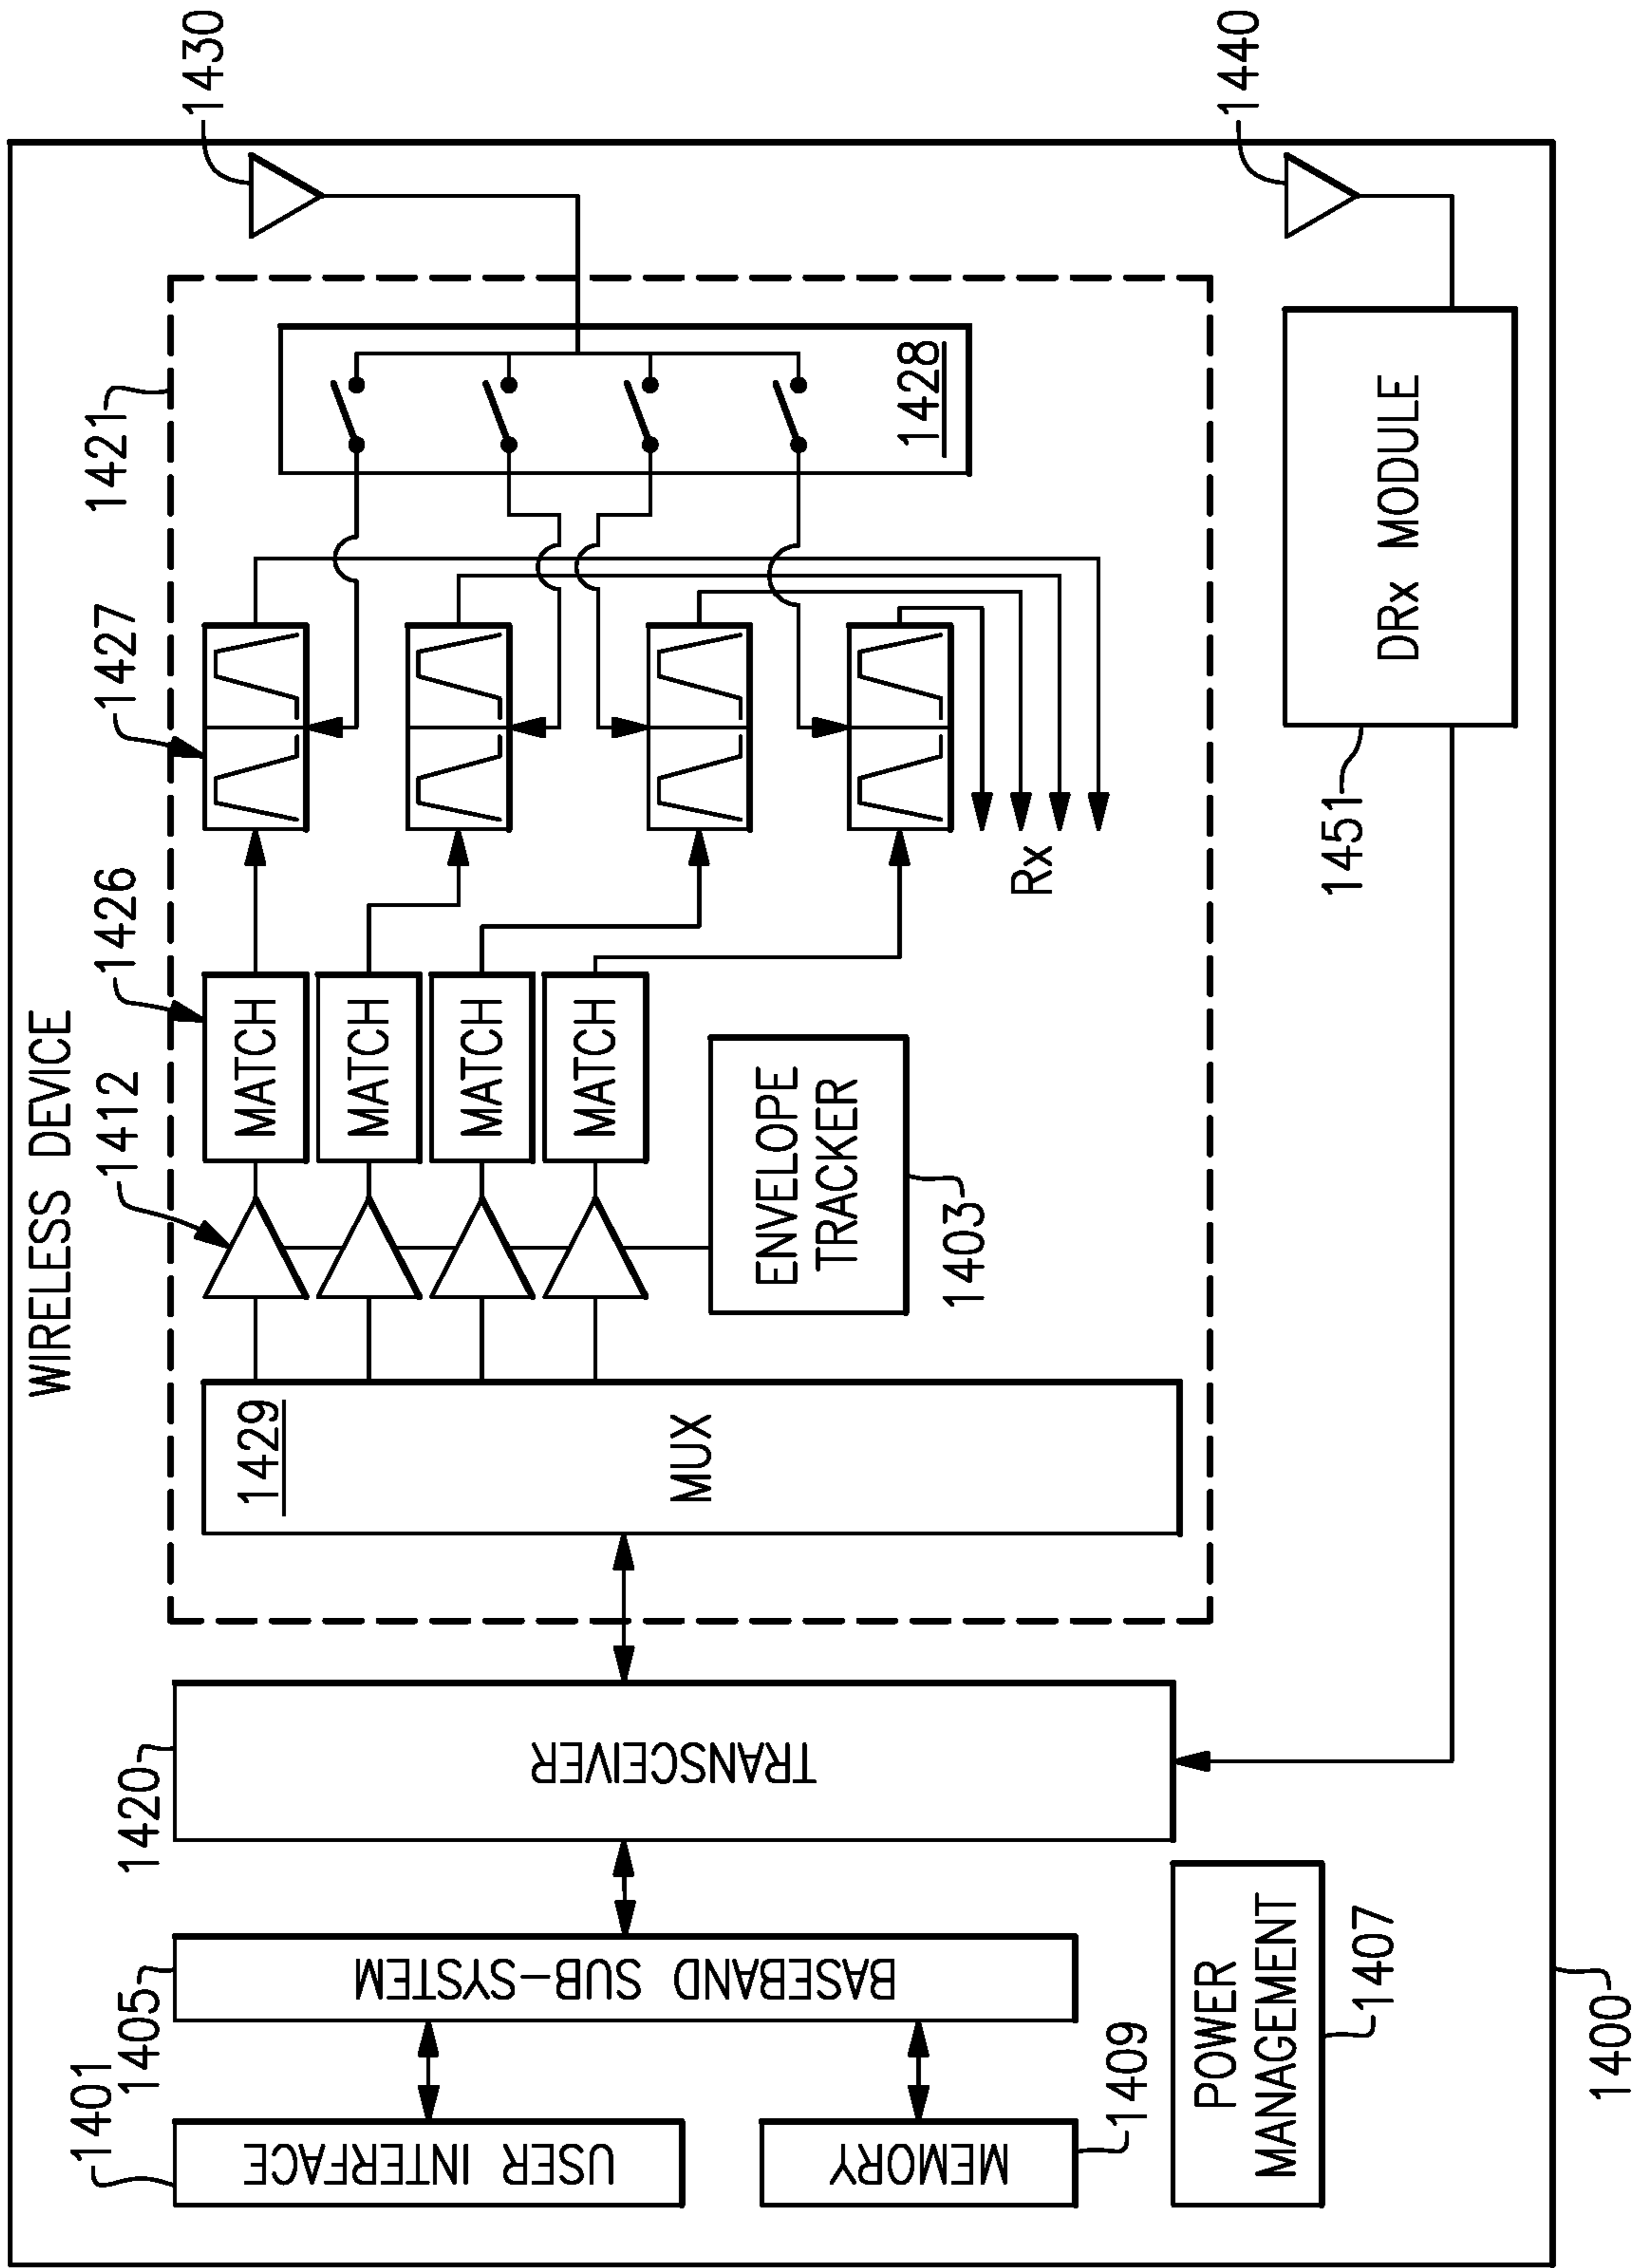 WIRELESS DEVICE
1401
1405
1420
1412
1426
1427
1421
1430
USER INTERFACE
BASEBAND SUB-SYSTEM
TRANSCEIVER
1429
MUX
MATCH
MATCH
MATCH
MATCH
ENVELOPE
TRACKER
1403
Rx
1428
MEMORY
1409
POWER
MANAGEMENT
1407
1451
DRx MODULE
1440
1400